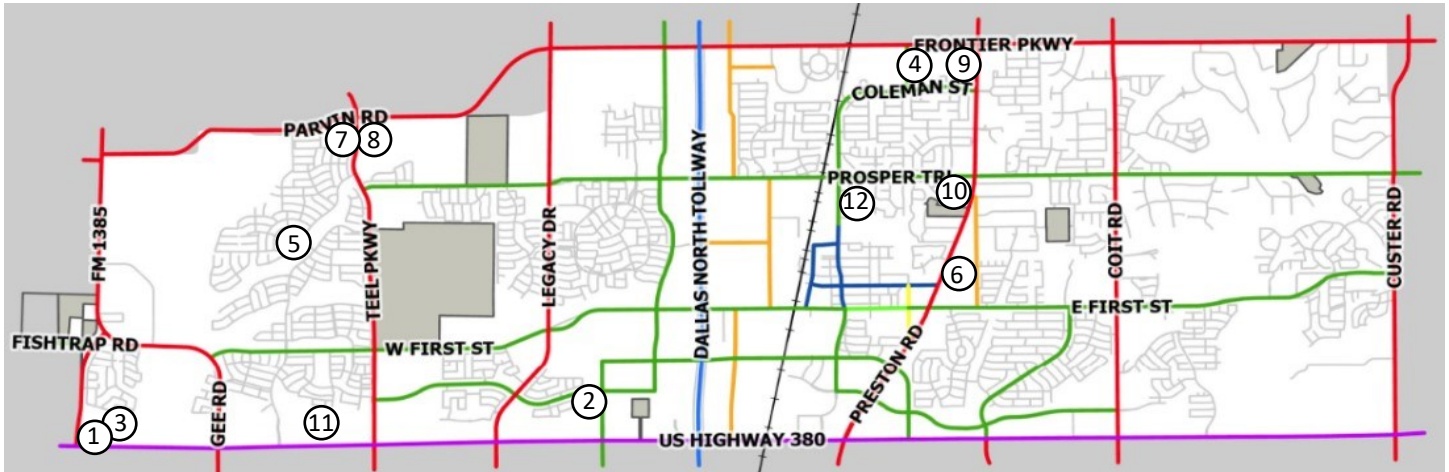 FRONTIER PKWY
4
9
COLEMAN ST
PARVIN RD
7
8
PROSPER TRL
10
12
FM 1385
5
TEEL PKWY
LEGACY DR
DALLAS NORTH TOLLWAY
6
COIT RD
CUSTER RD
E FIRST ST
FISHTRAP RD
W FIRST ST
PRESTON RD
GEE RD
2
3
1
11
US HIGHWAY 380